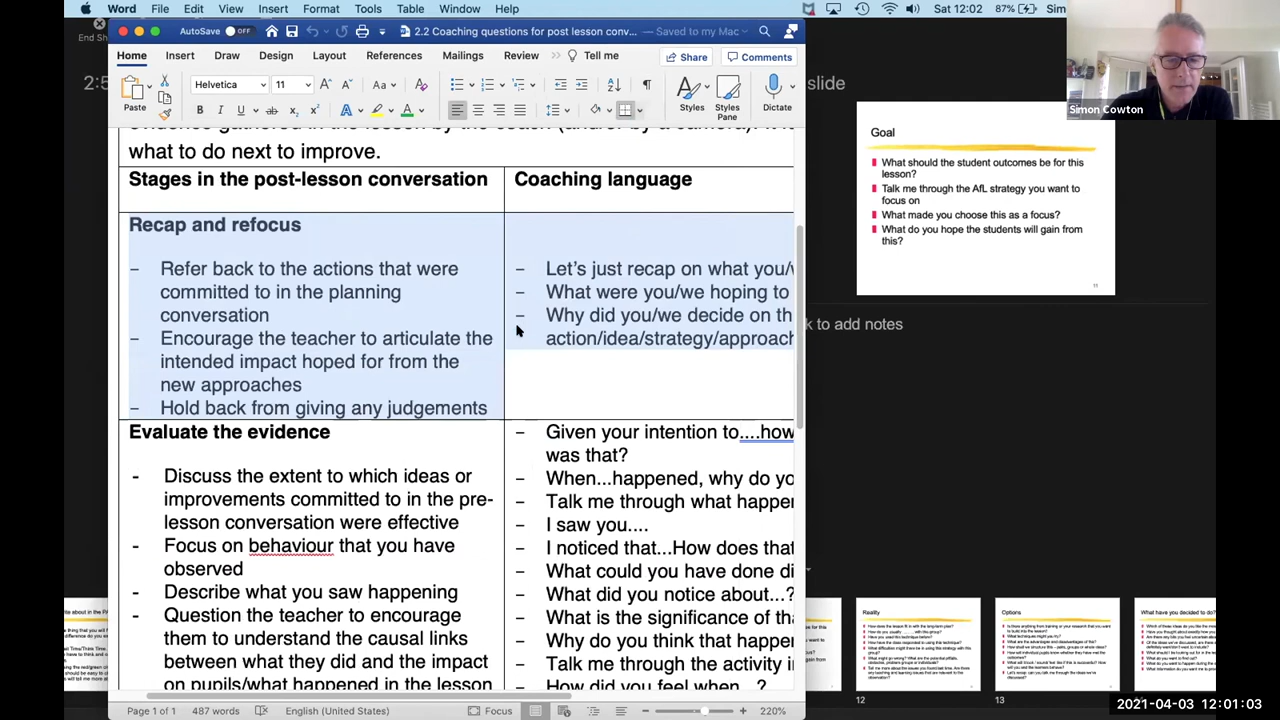 Word File Edit View Insert Format Tools Table Window Help
Sat 12:02 87% Sim
End Sh
AutoSave OFF
2.2 Coaching questions for post lesson conv... — Saved to my Mac
Home Insert Draw Design Layout References Mailings Review >> Tell me
Share Comments
Paste
Helvetica 11
Styles Styles Pane Dictate
2:5
slide
Simon Cowton
what to do next to improve.
Stages in the post-lesson conversation
Coaching language
Recap and refocus
– Refer back to the actions that were
committed to in the planning
conversation
– Encourage the teacher to articulate the
intended impact hoped for from the
new approaches
– Hold back from giving any judgements
– Let’s just recap on what you/
– What were you/we hoping to
– Why did you/we decide on th
action/idea/strategy/approach
Evaluate the evidence
- Discuss the extent to which ideas or
improvements committed to in the pre-
lesson conversation were effective
- Focus on behaviour that you have
observed
- Describe what you saw happening
- Question the teacher to encourage
them to understand the causal links
between what they did and the impact
– Given your intention to....how
was that?
– When...happened, why do yo
– Talk me through what happen
– I saw you....
– I noticed that...How does that
– What could you have done di
– What did you notice about...?
– What is the significance of tha
– Why do you think that happen
– Talk me through the activity i
– How did you feel when...?
Page 1 of 1 487 words English (United States) Focus 220%
Goal
What should the student outcomes be for this
lesson?
Talk me through the AfL strategy you want to
focus on
What made you choose this as a focus?
What do you hope the students will gain from
this?
11
k to add notes
Reality
Options
What have you decided to do?
12
13
2021-04-03 12:01:03